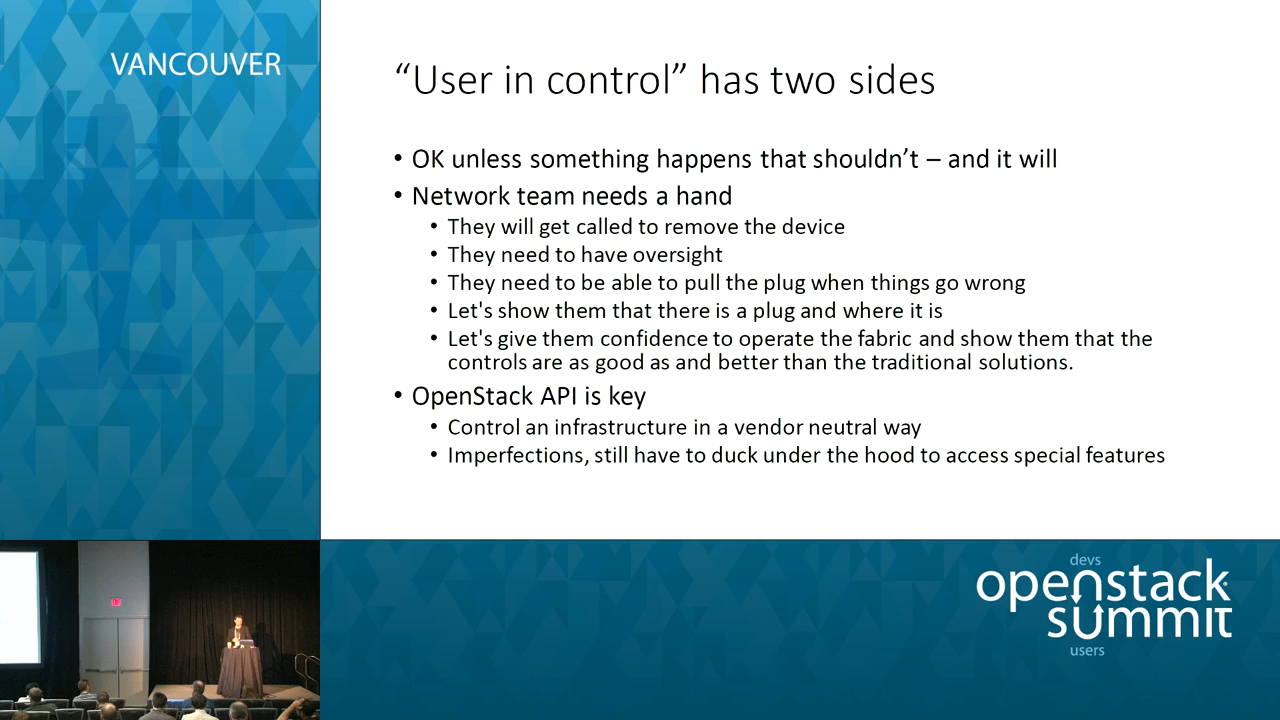 VANCOUVER
“User in control” has two sides
• OK unless something happens that shouldn’t – and it will
• Network team needs a hand
• They will get called to remove the device
• They need to have oversight
• They need to be able to pull the plug when things go wrong
• Let's show them that there is a plug and where it is
• Let's give them confidence to operate the fabric and show them that the
controls are as good as and better than the traditional solutions.
• OpenStack API is key
• Control an infrastructure in a vendor neutral way
• Imperfections, still have to duck under the hood to access special features
devs
openstack
summit
users